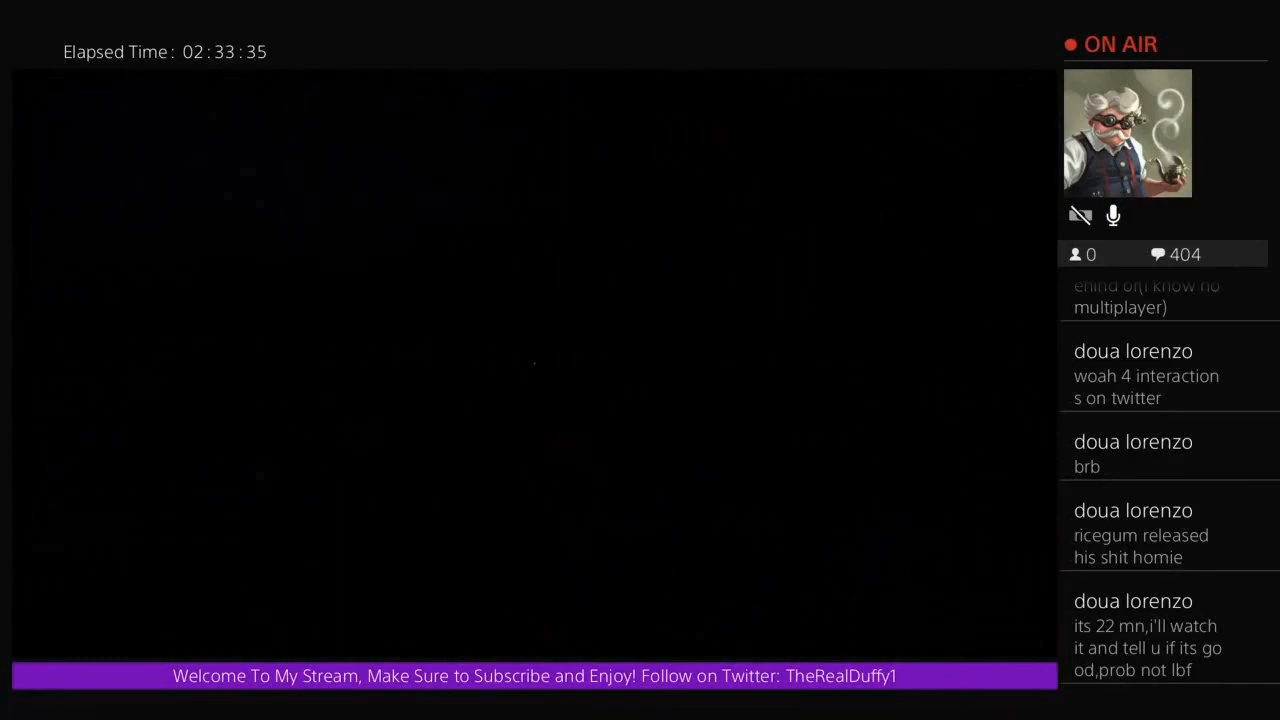 Elapsed Time: 02:33:35
ON AIR
0 404
multiplayer)
doua lorenzo
woah 4 interaction
s on twitter
doua lorenzo
brb
doua lorenzo
ricegum released
his shit homie
doua lorenzo
its 22 mn,i'll watch
it and tell u if its go
od,prob not lbf
Welcome To My Stream, Make Sure to Subscribe and Enjoy! Follow on Twitter: TheRealDuffy1